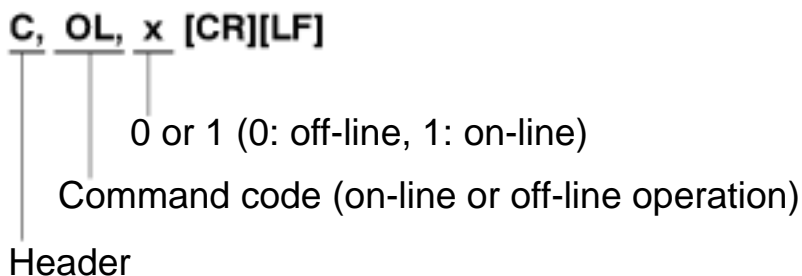 C, OL, x [CR][LF]
0 or 1 (0: off-line, 1: on-line)
Command code (on-line or off-line operation)
Header